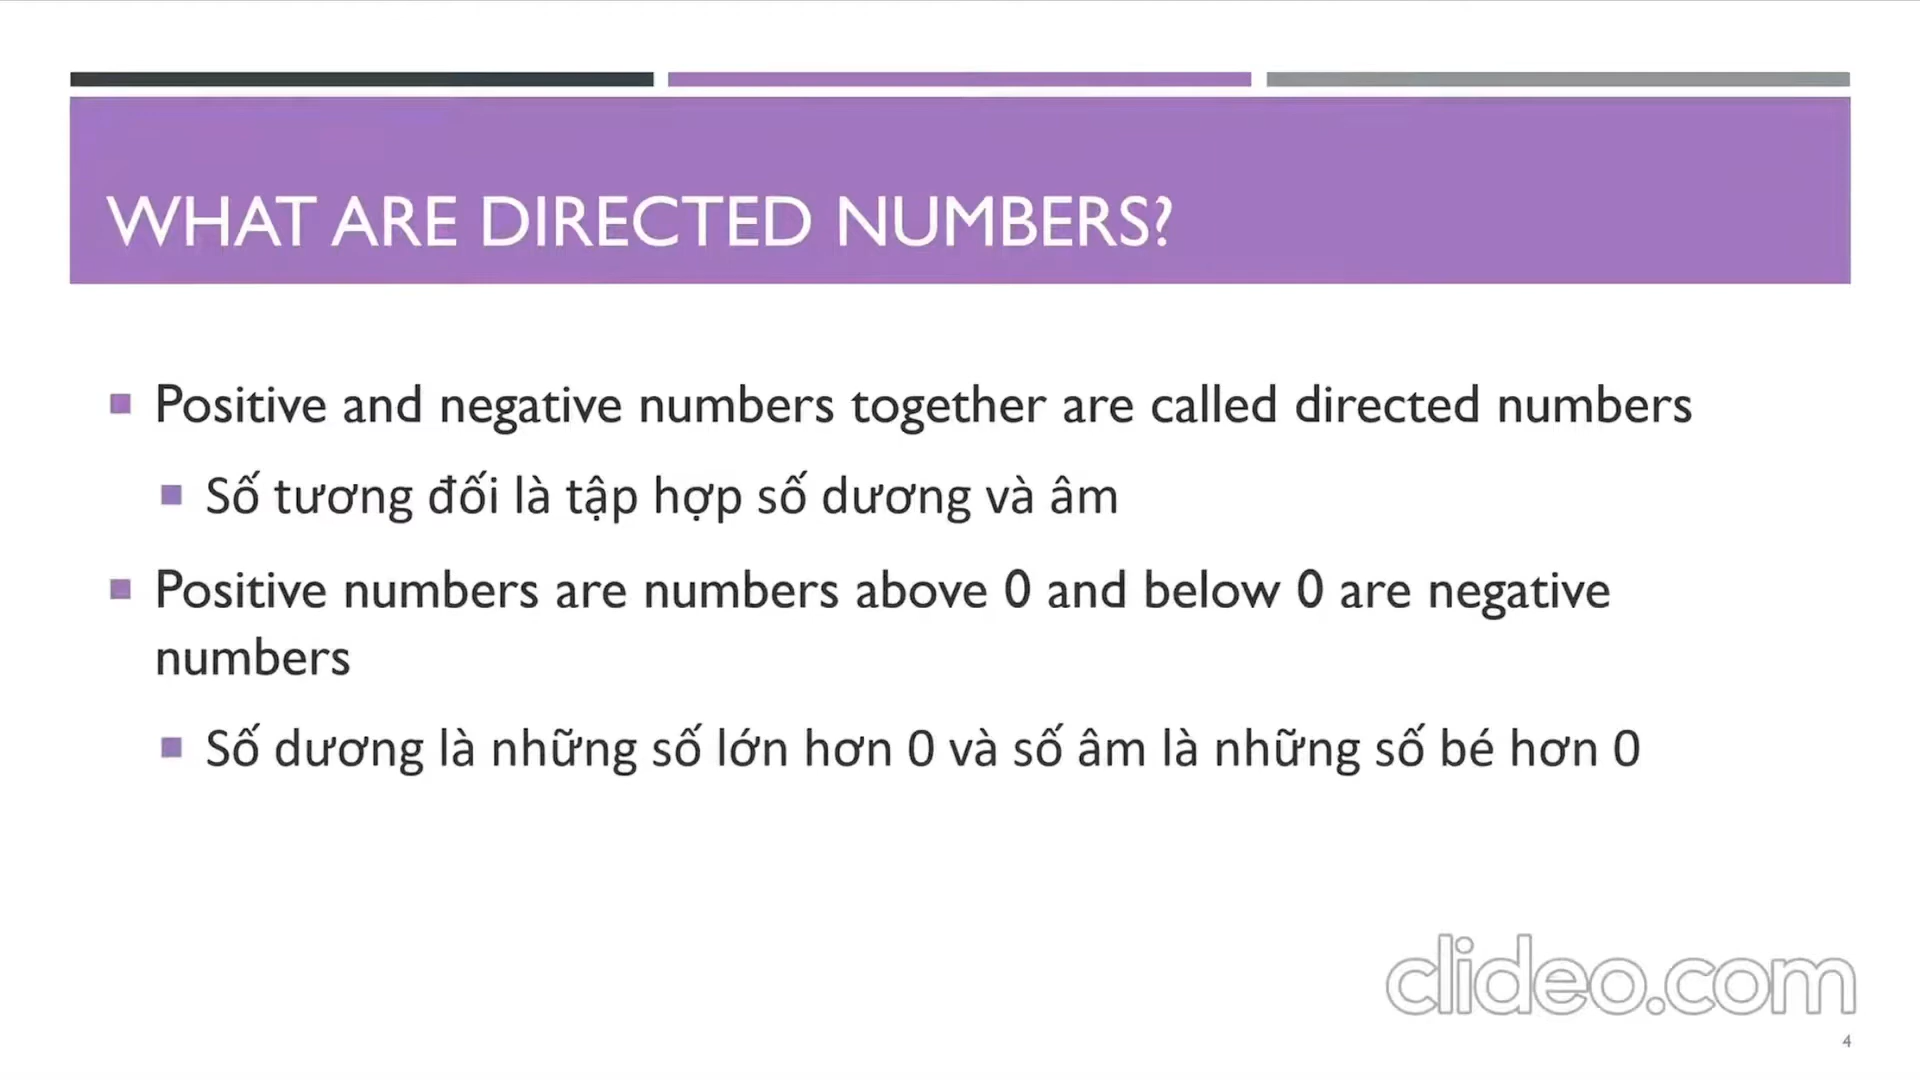 WHAT ARE DIRECTED NUMBERS?
Positive and negative numbers together are called directed numbers
Số tương đối là tập hợp số dương và âm
Positive numbers are numbers above 0 and below 0 are negative
numbers
Số dương là những số lớn hơn 0 và số âm là những số bé hơn 0
clideo.com
4